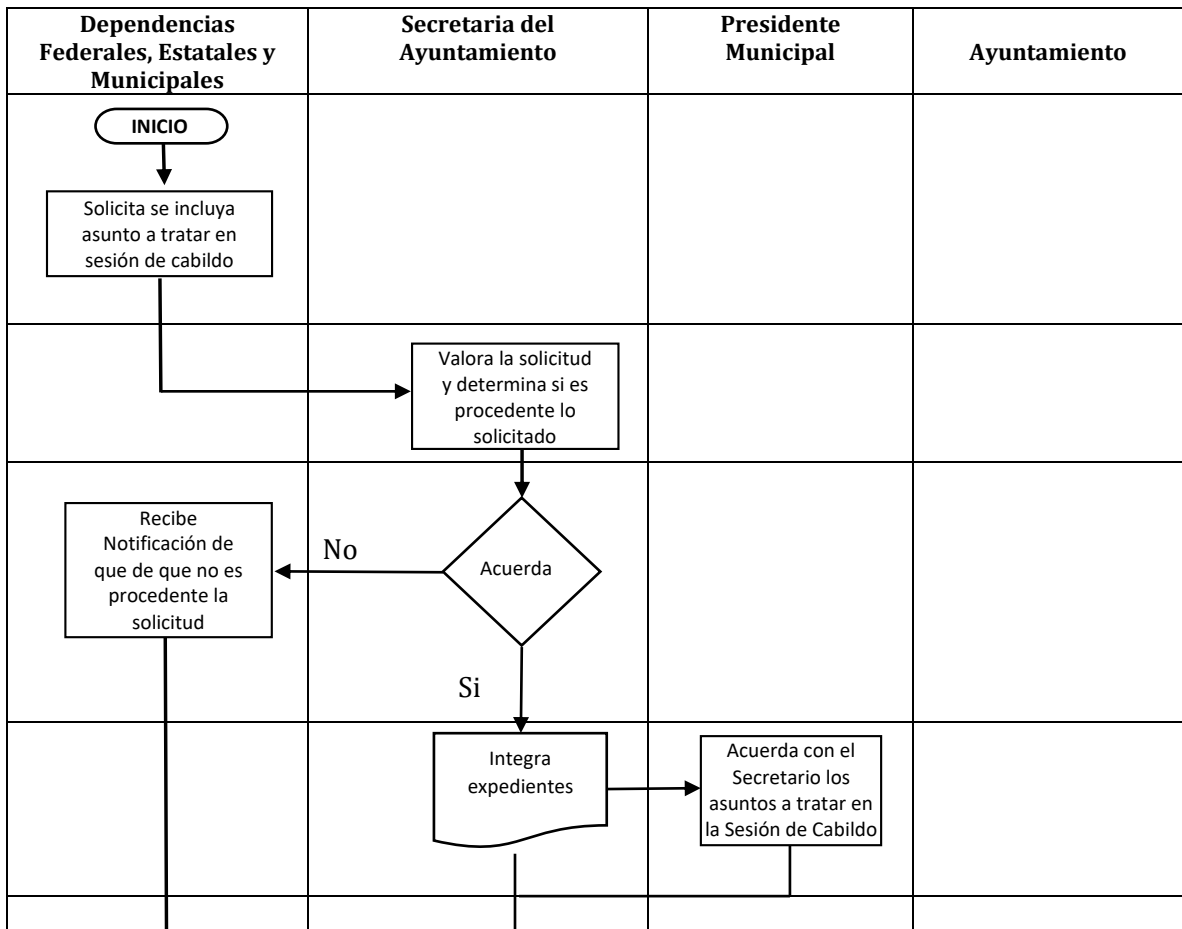 Dependencias
Federales, Estatales y
Municipales
Secretaria del
Ayuntamiento
Presidente
Municipal
Ayuntamiento
INICIO
Solicita se incluya
asunto a tratar en
sesión de cabildo
Valora la solicitud
y determina si es
procedente lo
solicitado
Recibe
Notificación de
que de que no es
procedente la
solicitud
No
Acuerda
Si
Integra
expedientes
Acuerda con el
Secretario los
asuntos a tratar en
la Sesión de Cabildo